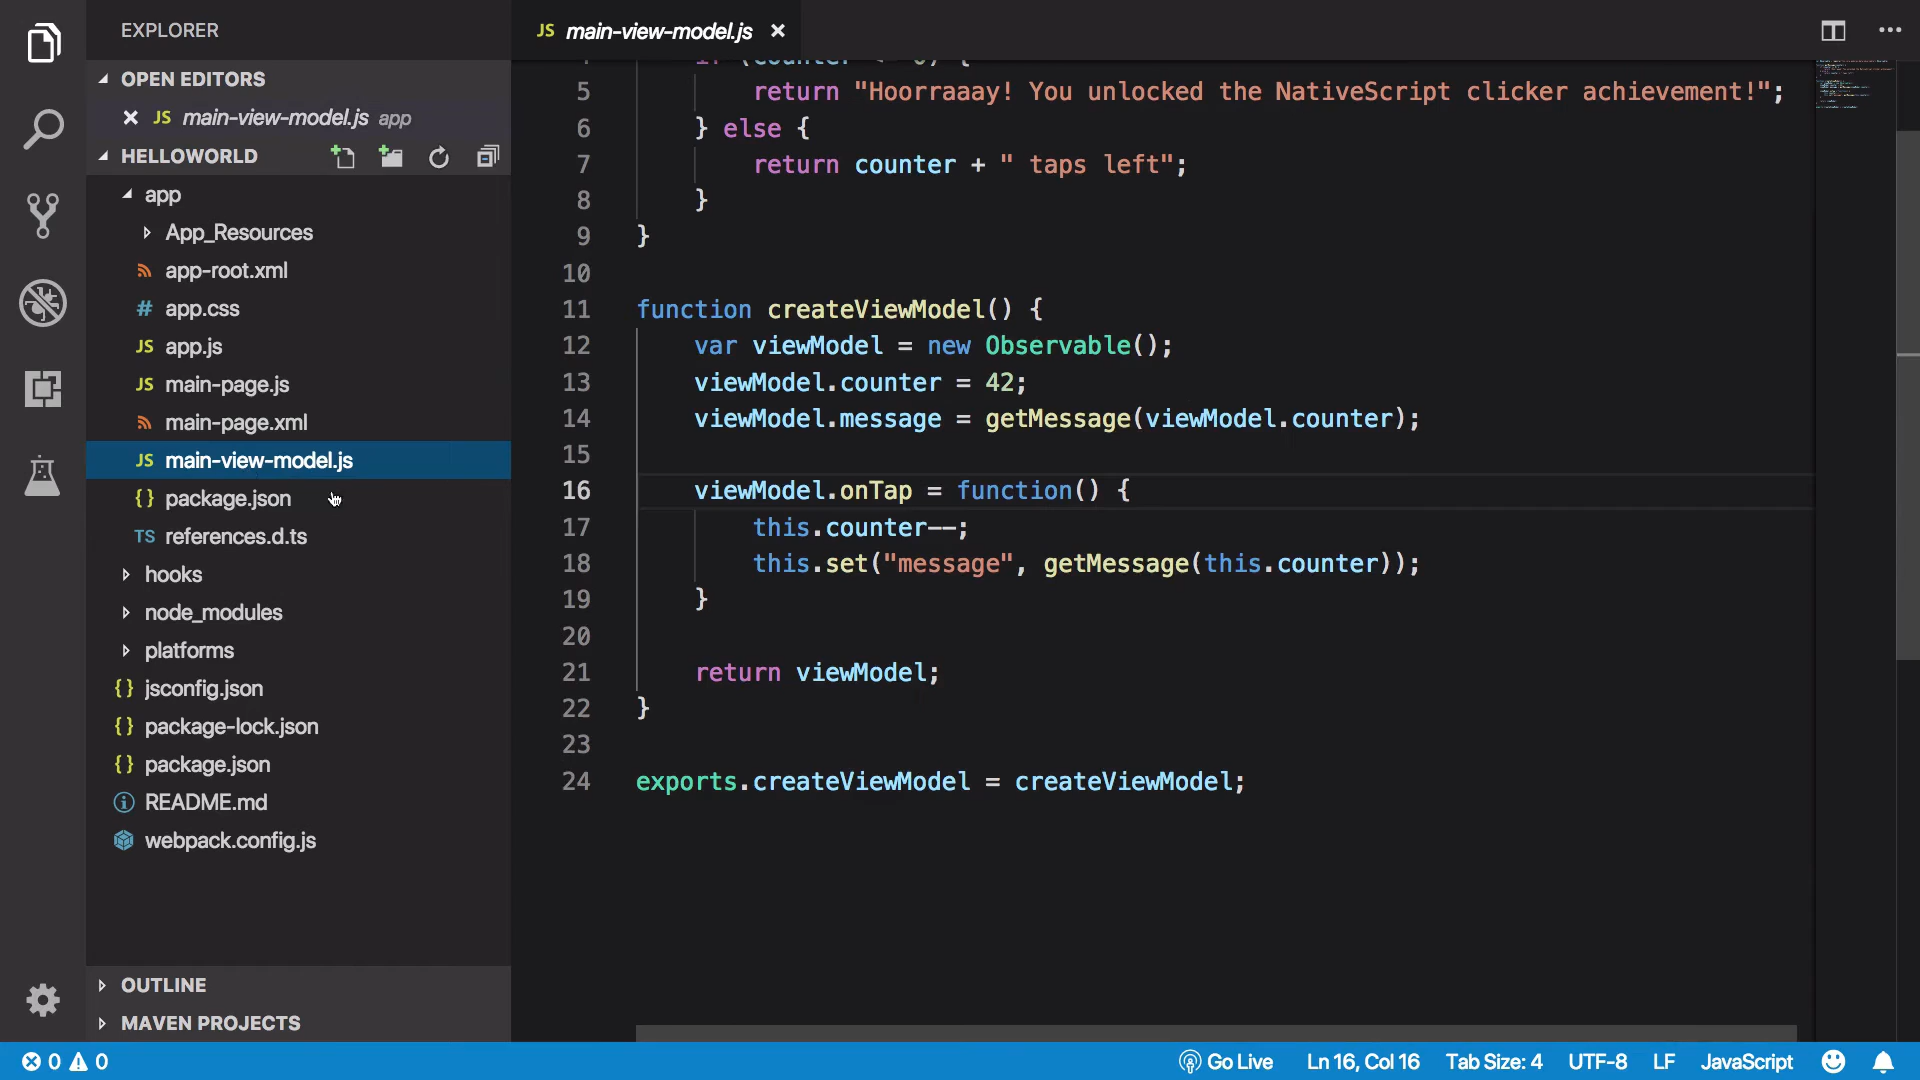 EXPLORER
OPEN EDITORS
JS main-view-model.js app
HELLOWORLD
app
App_Resources
app-root.xml
# app.css
JS app.js
JS main-page.js
main-page.xml
JS main-view-model.js
{} package.json
TS references.d.ts
hooks
node_modules
platforms
{} jsconfig.json
{} package-lock.json
{} package.json
README.md
webpack.config.js
OUTLINE
MAVEN PROJECTS
JS main-view-model.js
5 return "Hoorraaay! You unlocked the NativeScript clicker achievement!";
6 } else {
7 return counter + " taps left";
8 }
9 }
10
11 function createViewModel() {
12 var viewModel = new Observable();
13 viewModel.counter = 42;
14 viewModel.message = getMessage(viewModel.counter);
15
16 viewModel.onTap = function() {
17 this.counter--;
18 this.set("message", getMessage(this.counter));
19 }
20
21 return viewModel;
22 }
23
24 exports.createViewModel = createViewModel;
0 0 Go Live Ln 16, Col 16 Tab Size: 4 UTF-8 LF JavaScript